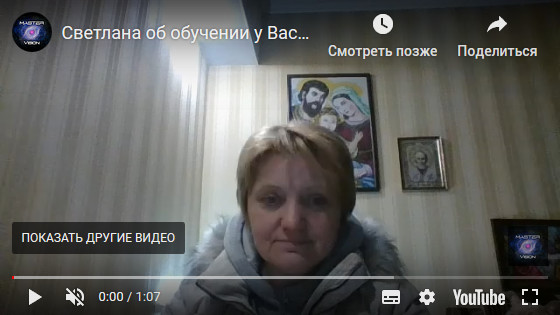 MASTER
VISION
Светлана об обучении у Вас...
Смотреть позже
Поделиться
ПОКАЗАТЬ ДРУГИЕ ВИДЕО
MASTER
VISION
0:00 / 1:07
YouTube